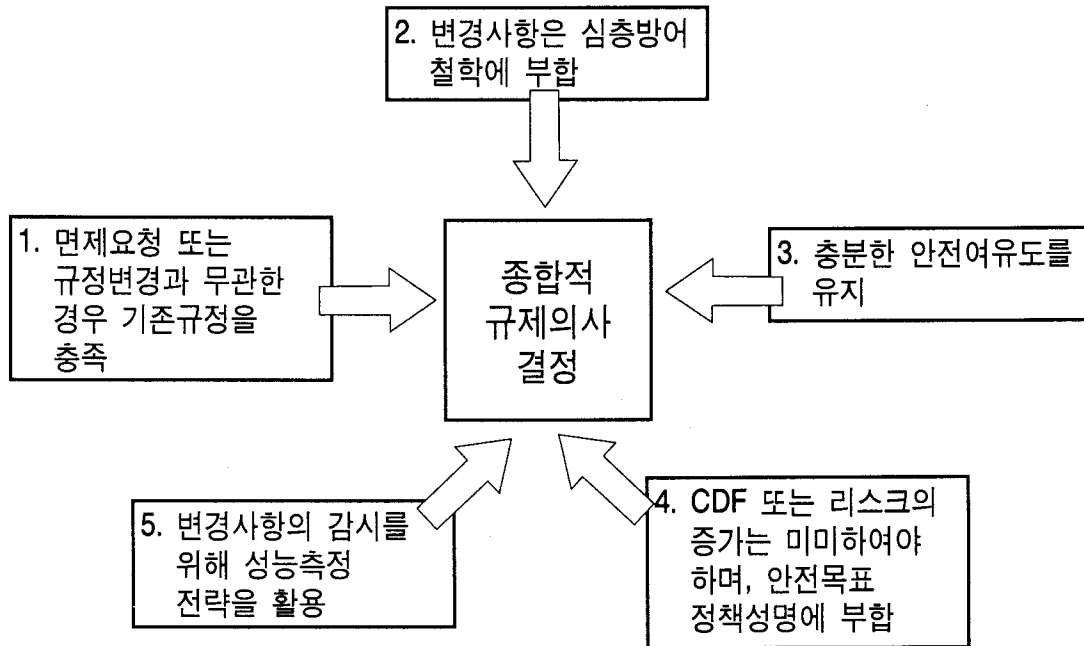 1. 면제요청 또는
규정변경과 무관한
경우 기존규정을
충족
2. 변경사항은 심층방어
철학에 부합
3. 충분한 안전여유도를
유지
4. CDF 또는 리스크의
증가는 미미하여야
하며, 안전목표
정책성명에 부합
5. 변경사항의 감시를
위해 성능측정
전략을 활용
종합적
규제의사
결정